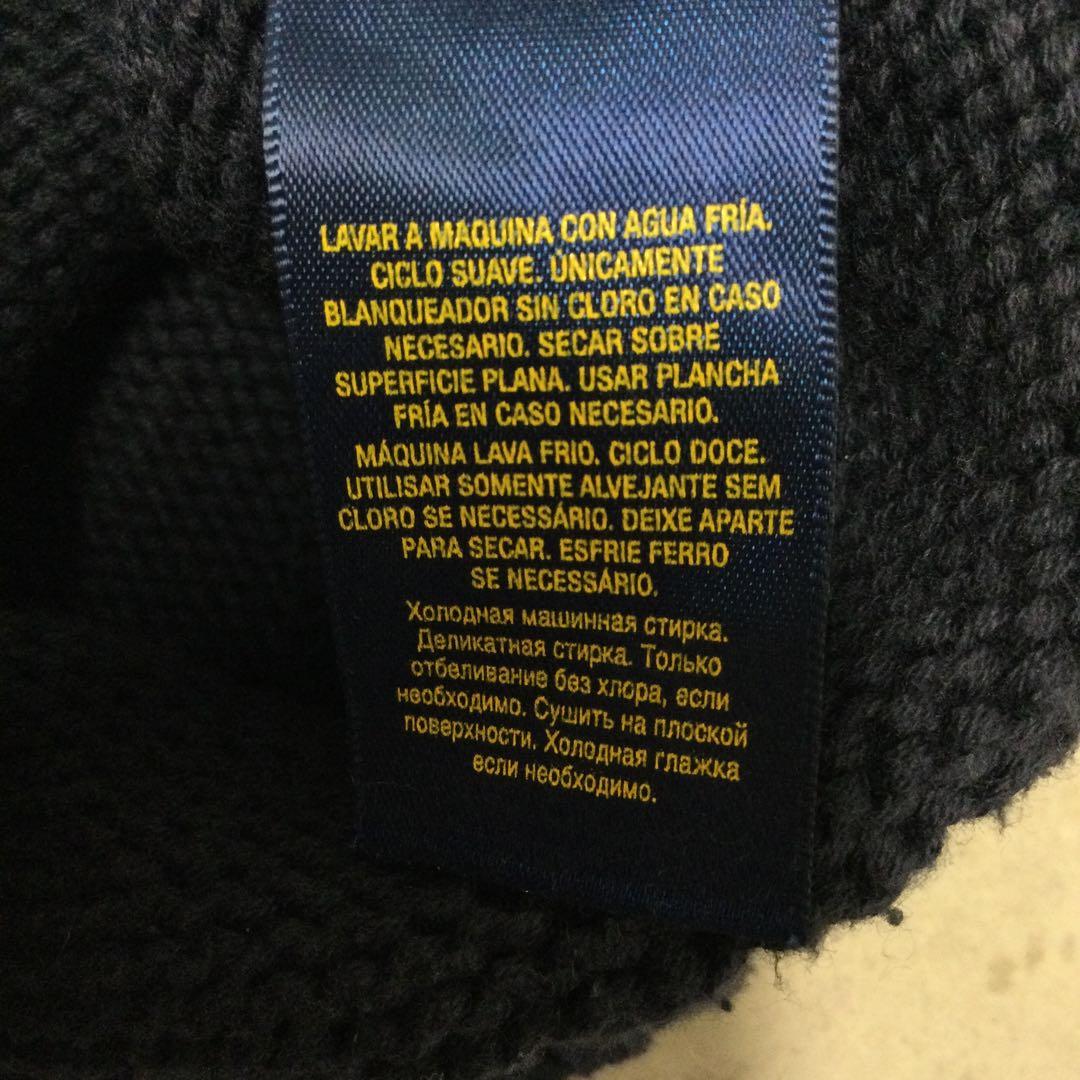 LAVAR A MAQUINA CON AGUA FRÍA.
CICLO SUAVE. ÚNICAMENTE
BLANQUEADOR SIN CLORO EN CASO
NECESARIO. SECAR SOBRE
SUPERFICIE PLANA. USAR PLANCHA
FRÍA EN CASO NECESARIO.
MÁQUINA LAVA FRIO. CICLO DOCE.
UTILISAR SOMENTE ALVEJANTE SEM
CLORO SE NECESSÁRIO. DEIXE APARTE
PARA SECAR. ESFRIE FERRO
SE NECESSÁRIO.
Холодная машинная стирка.
Деликатная стирка. Только
отбеливание без хлора, если
необходимо. Сушить на плоской
поверхности. Холодная глажка
если необходимо.